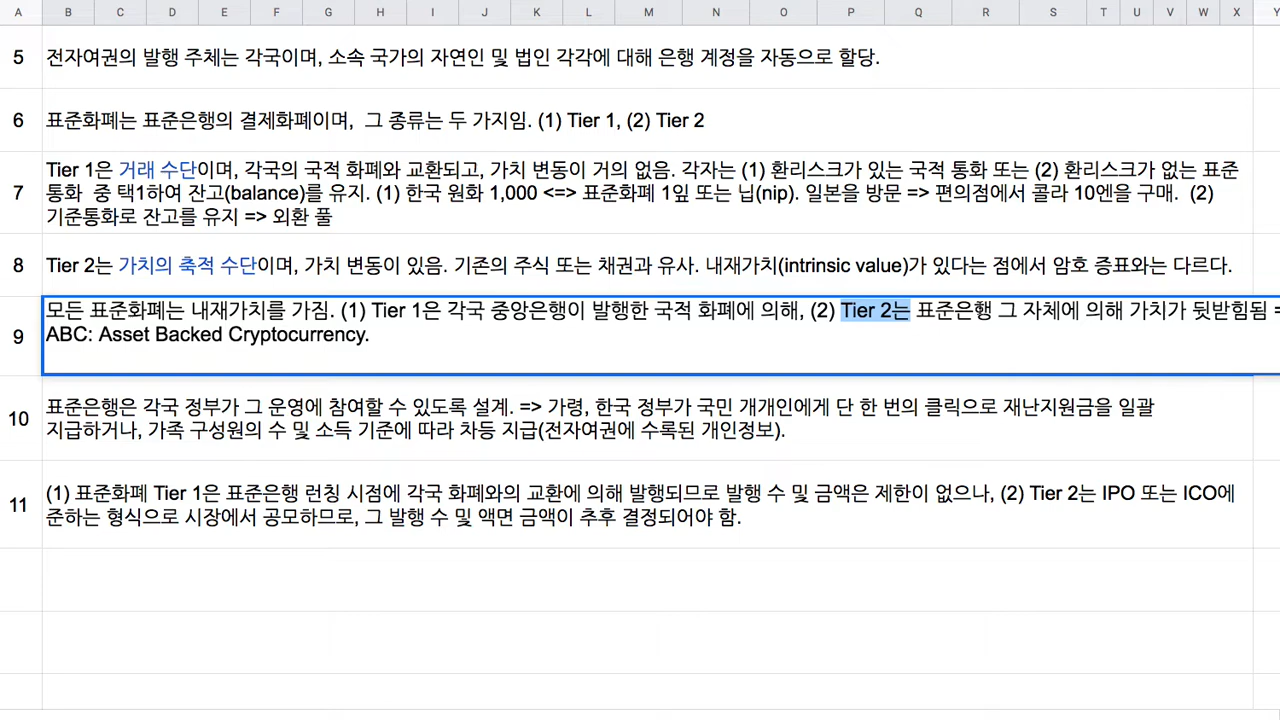 A B C D E F G H I J K L M N O P Q R S T U V W X Y
5 전자여권의 발행 주체는 각국이며, 소속 국가의 자연인 및 법인 각각에 대해 은행 계정을 자동으로 할당.
6 표준화폐는 표준은행의 결제화폐이며, 그 종류는 두 가지임. (1) Tier 1, (2) Tier 2
Tier 1은 거래 수단이며, 각국의 국적 화폐와 교환되고, 가치 변동이 거의 없음. 각자는 (1) 환리스크가 있는 국적 통화 또는 (2) 환리스크가 없는 표준
7 통화 중 택1하여 잔고(balance)를 유지. (1) 한국 원화 1,000 <=> 표준화폐 1잎 또는 닙(nip). 일본을 방문 => 편의점에서 콜라 10엔을 구매. (2)
기준통화로 잔고를 유지 => 외환 풀
8 Tier 2는 가치의 축적 수단이며, 가치 변동이 있음. 기존의 주식 또는 채권과 유사. 내재가치(intrinsic value)가 있다는 점에서 암호 증표와는 다르다.
모든 표준화폐는 내재가치를 가짐. (1) Tier 1은 각국 중앙은행이 발행한 국적 화폐에 의해, (2) Tier 2는 표준은행 그 자체에 의해 가치가 뒷받힘됨 =
9 ABC: Asset Backed Cryptocurrency.
10 표준은행은 각국 정부가 그 운영에 참여할 수 있도록 설계. => 가령, 한국 정부가 국민 개개인에게 단 한 번의 클릭으로 재난지원금을 일괄
지급하거나, 가족 구성원의 수 및 소득 기준에 따라 차등 지급(전자여권에 수록된 개인정보).
11 (1) 표준화폐 Tier 1은 표준은행 런칭 시점에 각국 화폐와의 교환에 의해 발행되므로 발행 수 및 금액은 제한이 없으나, (2) Tier 2는 IPO 또는 ICO에
준하는 형식으로 시장에서 공모하므로, 그 발행 수 및 액면 금액이 추후 결정되어야 함.